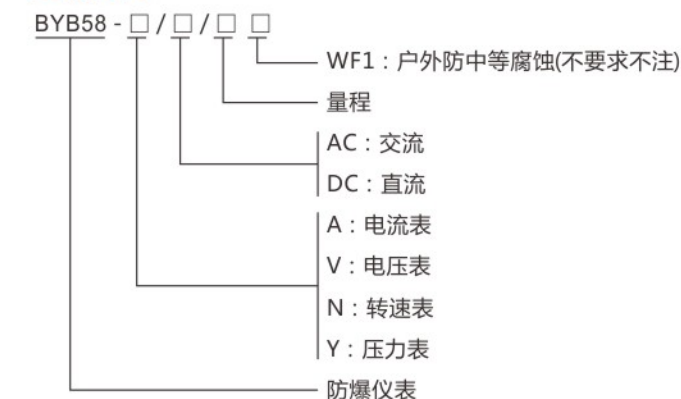 BYB58 - □ / □ / □ □
WF1：户外防中等腐蚀(不要求不注)
量程
AC：交流
DC：直流
A：电流表
V：电压表
N：转速表
Y：压力表
防爆仪表